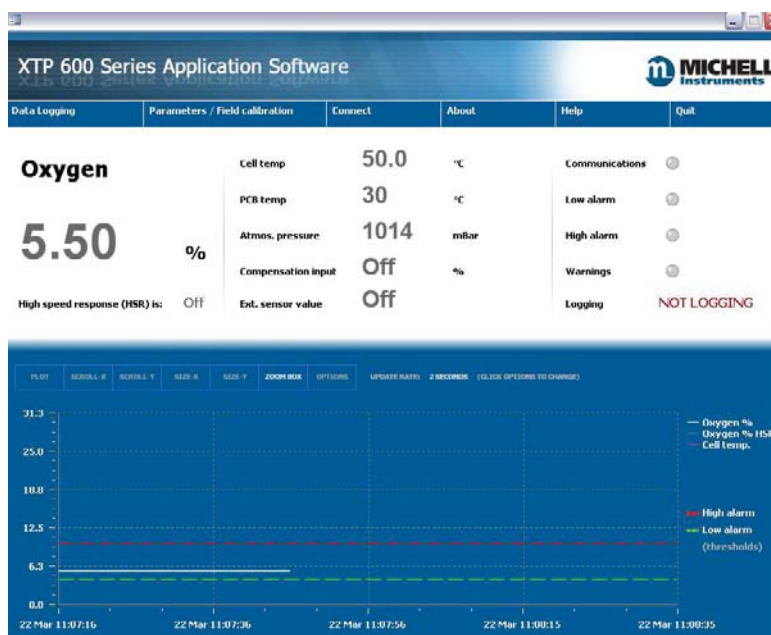 XTP 600 Series Application Software
MICHELL
Instruments
Data Logging Parameters / Field calibration Connect About Help Quit
Oxygen
5.50 %
High speed response (HSR) is: Off
Cell temp 50.0 °C
PCB temp 30 °C
Atmos. pressure 1014 mBar
Compensation input Off %
Ext. sensor value Off
Communications
Low alarm
High alarm
Warnings
Logging NOT LOGGING
PLOT SCROLL-X SCROLL-Y SIZE-X SIZE-Y ZOOM BOX OPTIONS UPDATE RATE: 2 SECONDS (CLICK OPTIONS TO CHANGE)
31.3
25.0
18.8
12.5
6.3
0.0
22 Mar 11:07:16 22 Mar 11:07:36 22 Mar 11:07:56 22 Mar 11:08:15 22 Mar 11:08:35
Oxygen %
Oxygen % HSR
Cell temp.
High alarm
Low alarm
(thresholds)